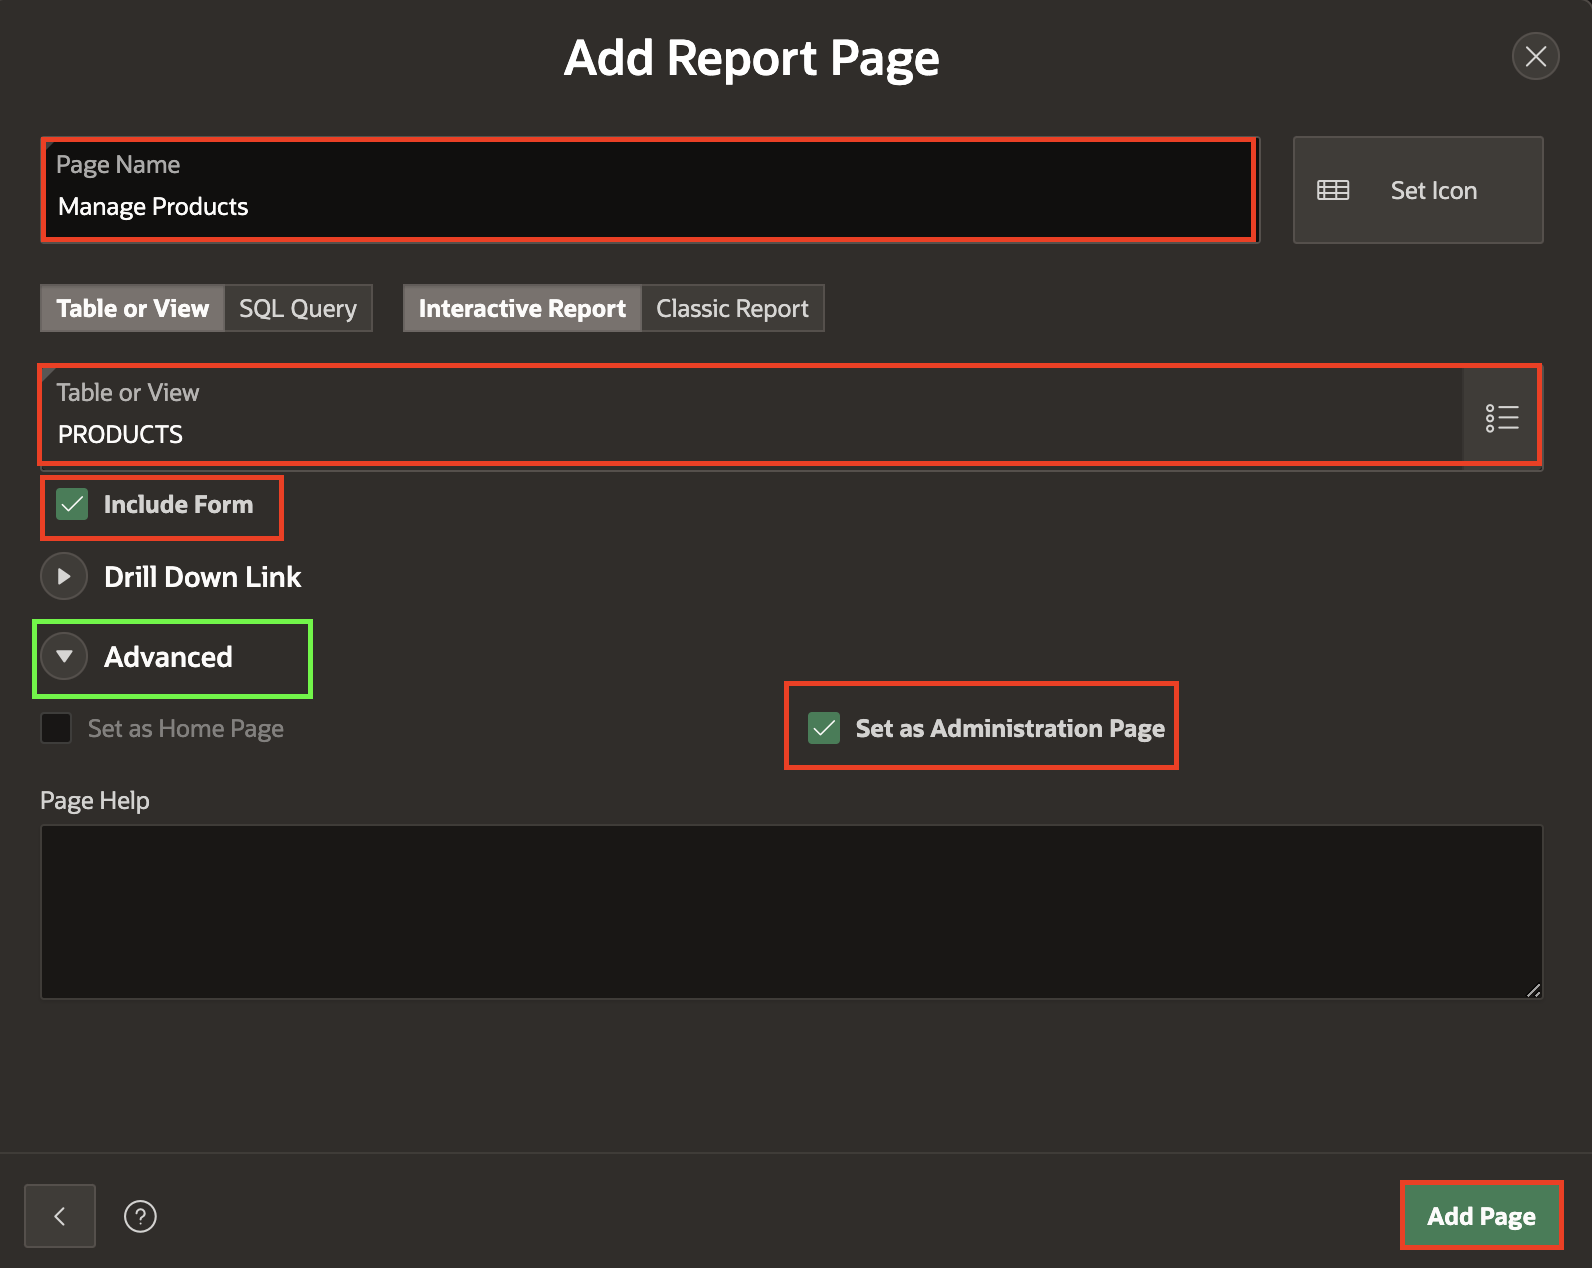 Add Report Page
Page Name
Manage Products
Set Icon
Table or View SQL Query Interactive Report Classic Report
Table or View
PRODUCTS
Include Form
Drill Down Link
Advanced
Set as Home Page Set as Administration Page
Page Help
? Add Page